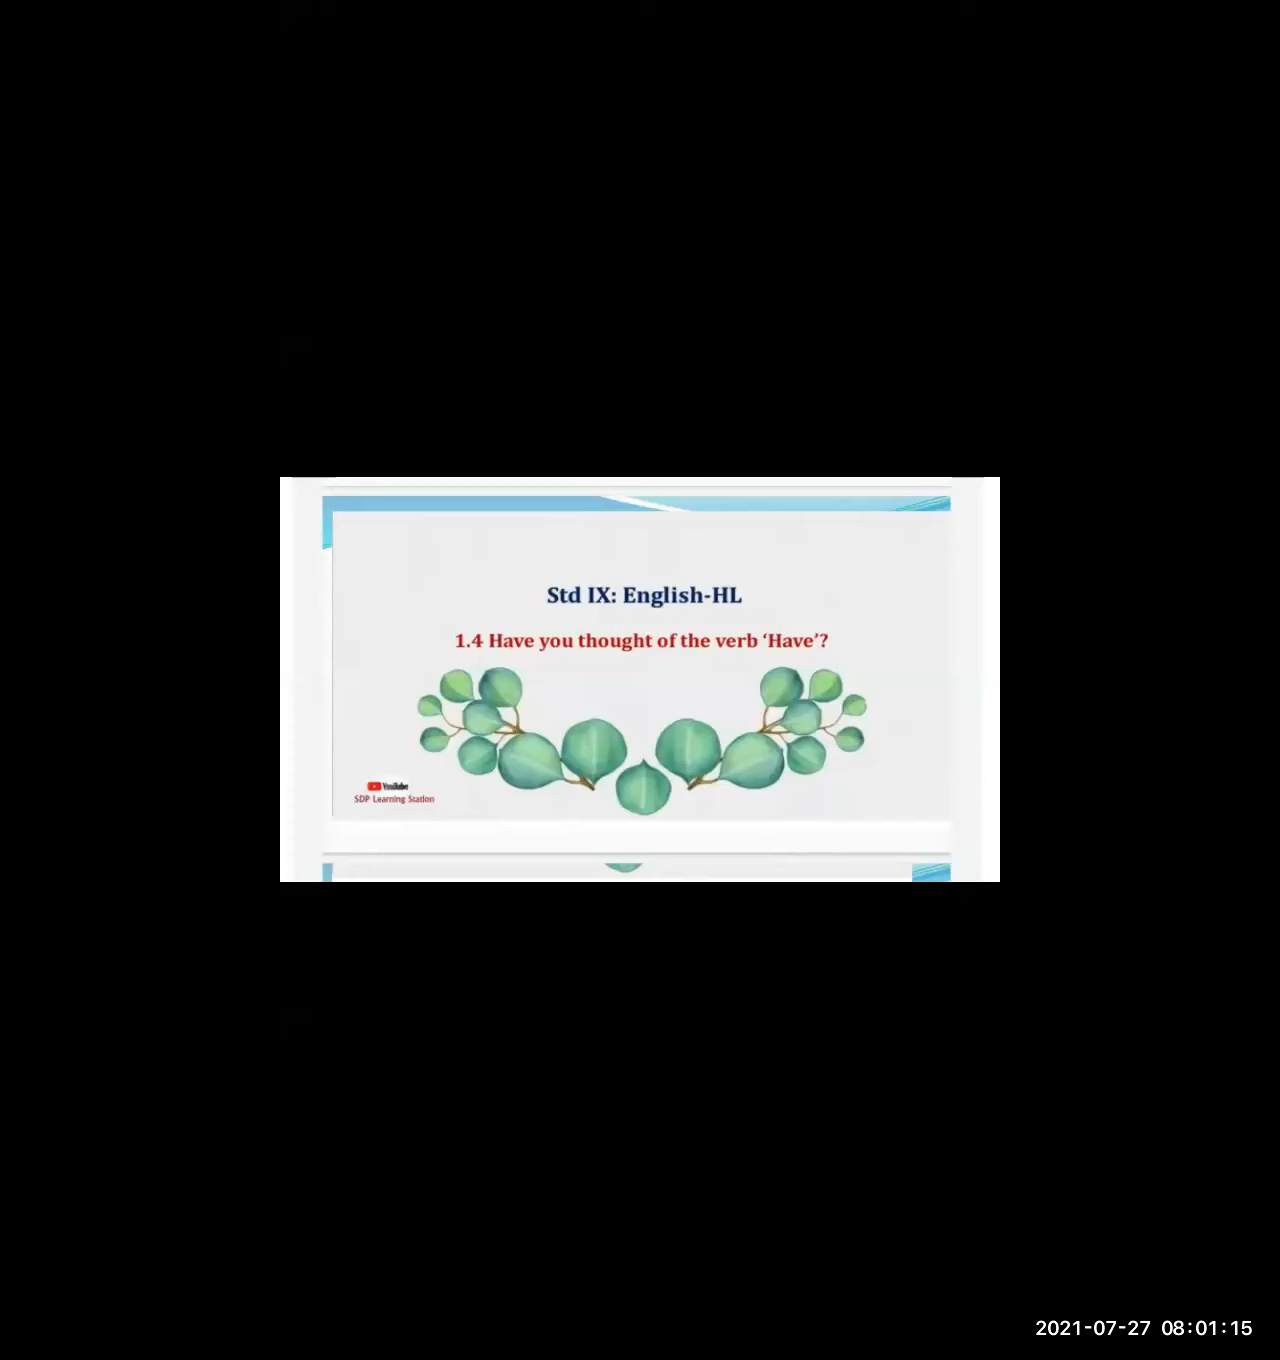 Std IX: English-HL
1.4 Have you thought of the verb ‘Have’?
YouTube
SDP Learning Station
2021-07-27 08:01:15